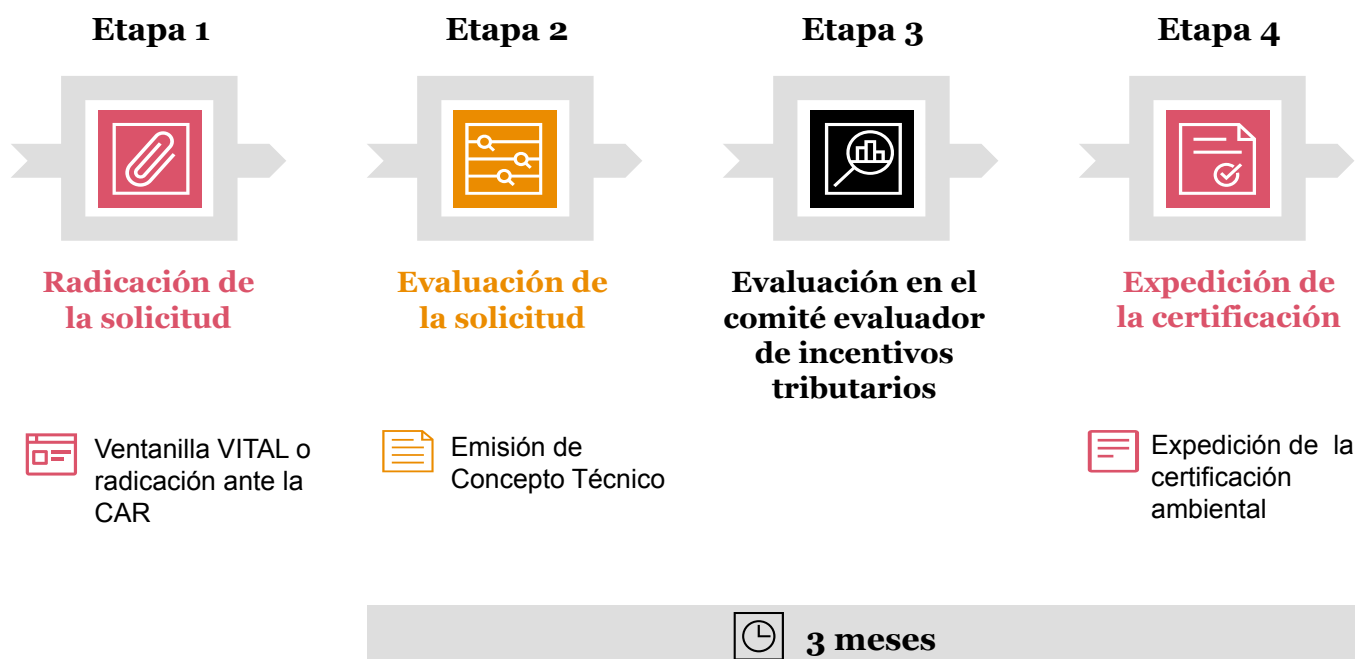 Etapa 1
Radicación de
la solicitud
Ventanilla VITAL o
radicación ante la
CAR
Etapa 2
Evaluación de
la solicitud
Emisión de
Concepto Técnico
Etapa 3
Evaluación en el
comité evaluador
de incentivos
tributarios
Etapa 4
Expedición de
la certificación
Expedición de  la
certificación
ambiental
3 meses